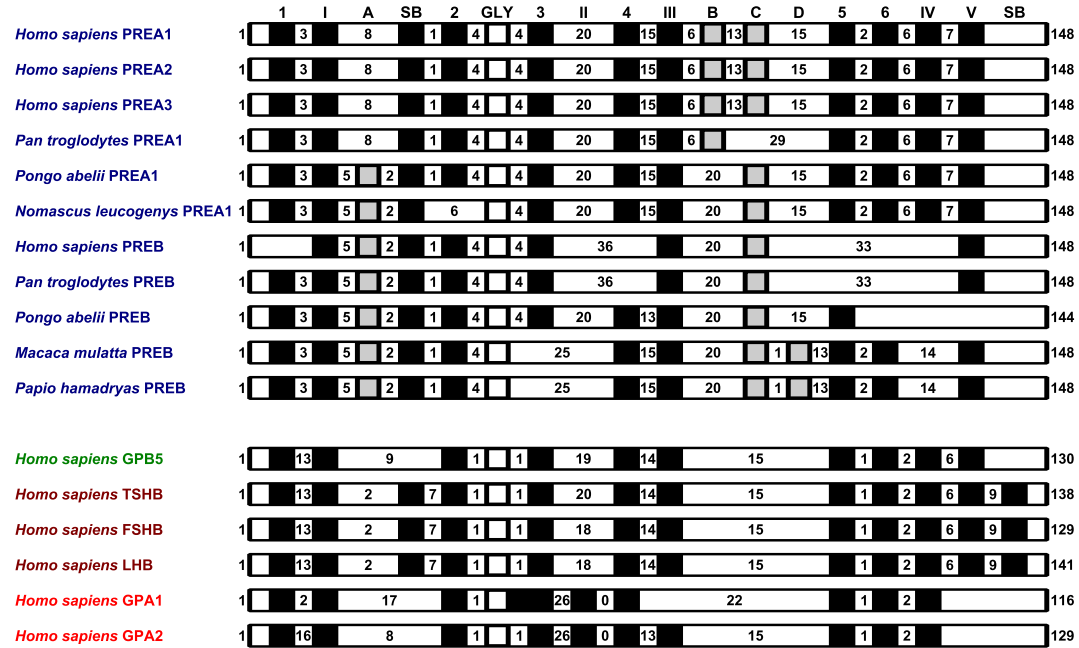 1 I A SB 2 GLY 3 II 4 III B C D 5 6 IV V SB
Homo sapiens PREA1 1 3 8 1 4 4 20 15 6 13 15 2 6 7 148
Homo sapiens PREA2 1 3 8 1 4 4 20 15 6 13 15 2 6 7 148
Homo sapiens PREA3 1 3 8 1 4 4 20 15 6 13 15 2 6 7 148
Pan troglodytes PREA1 1 3 8 1 4 4 20 15 6 29 2 6 7 148
Pongo abelii PREA1 1 3 5 2 1 4 4 20 15 20 15 2 6 7 148
Nomascus leucogenys PREA1 1 3 5 2 6 4 20 15 20 15 2 6 7 148
Homo sapiens PREB 1 5 2 1 4 4 36 20 33 148
Pan troglodytes PREB 1 3 5 2 1 4 4 36 20 33 148
Pongo abelii PREB 1 3 5 2 1 4 4 20 13 20 15 144
Macaca mulatta PREB 1 3 5 2 1 4 25 15 20 1 13 2 14 148
Papio hamadryas PREB 1 3 5 2 1 4 25 15 20 1 13 2 14 148
Homo sapiens GPB5 1 13 9 1 1 19 14 15 1 2 6 130
Homo sapiens TSHB 1 13 2 7 1 1 20 14 15 1 2 6 9 138
Homo sapiens FSHB 1 13 2 7 1 1 18 14 15 1 2 6 9 129
Homo sapiens LHB 1 13 2 7 1 1 18 14 15 1 2 6 9 141
Homo sapiens GPA1 1 2 17 1 26 0 22 1 2 116
Homo sapiens GPA2 1 16 8 1 1 26 0 13 15 1 2 129